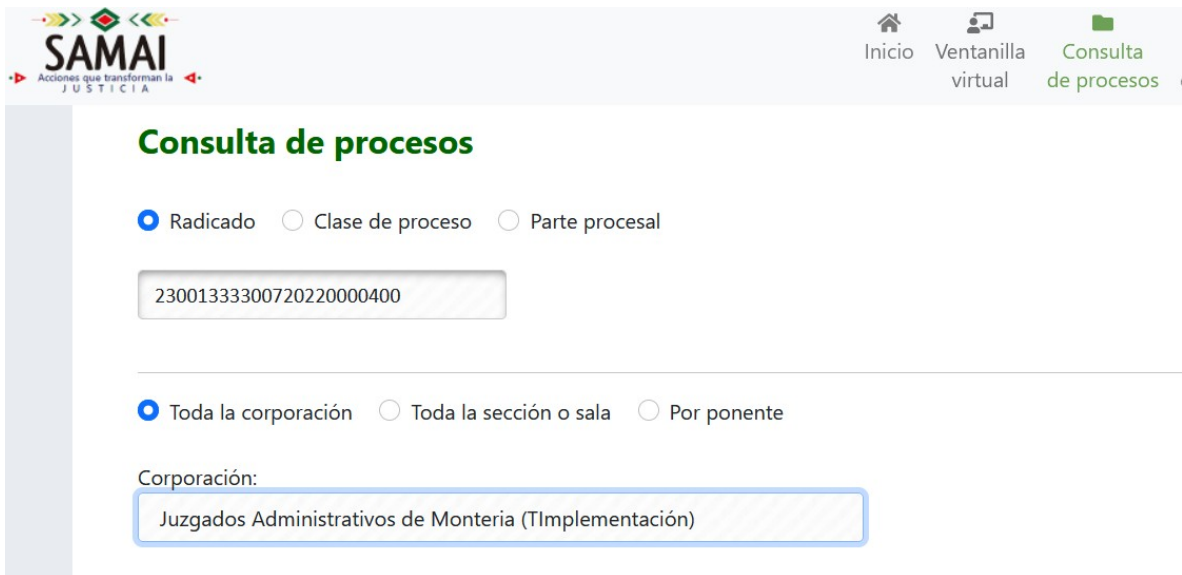 SAMAI
Acciones que transforman la
JUSTICIA
Inicio
Ventanilla
virtual
Consulta
de procesos
Consulta de procesos
Radicado Clase de proceso Parte procesal
23001333300720220000400
Toda la corporación Toda la sección o sala Por ponente
Corporación:
Juzgados Administrativos de Monteria (TImplementación)